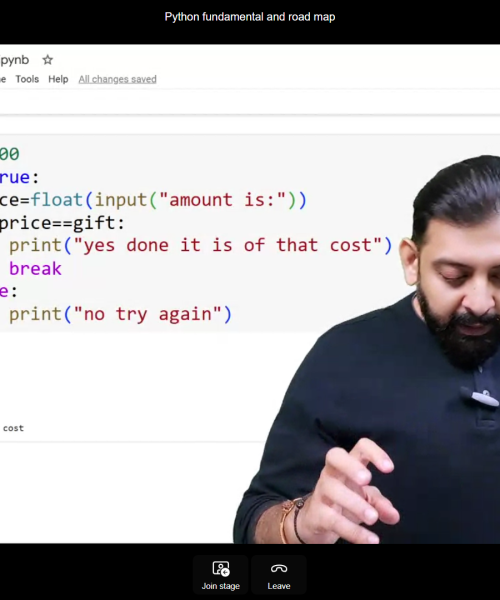 Python fundamental and road map
ipynb ☆
e Tools Help All changes saved
00
rue:
ce=float(input("amount is:"))
price==gift:
print("yes done it is of that cost")
break
e:
print("no try again")
cost
Join stage Leave